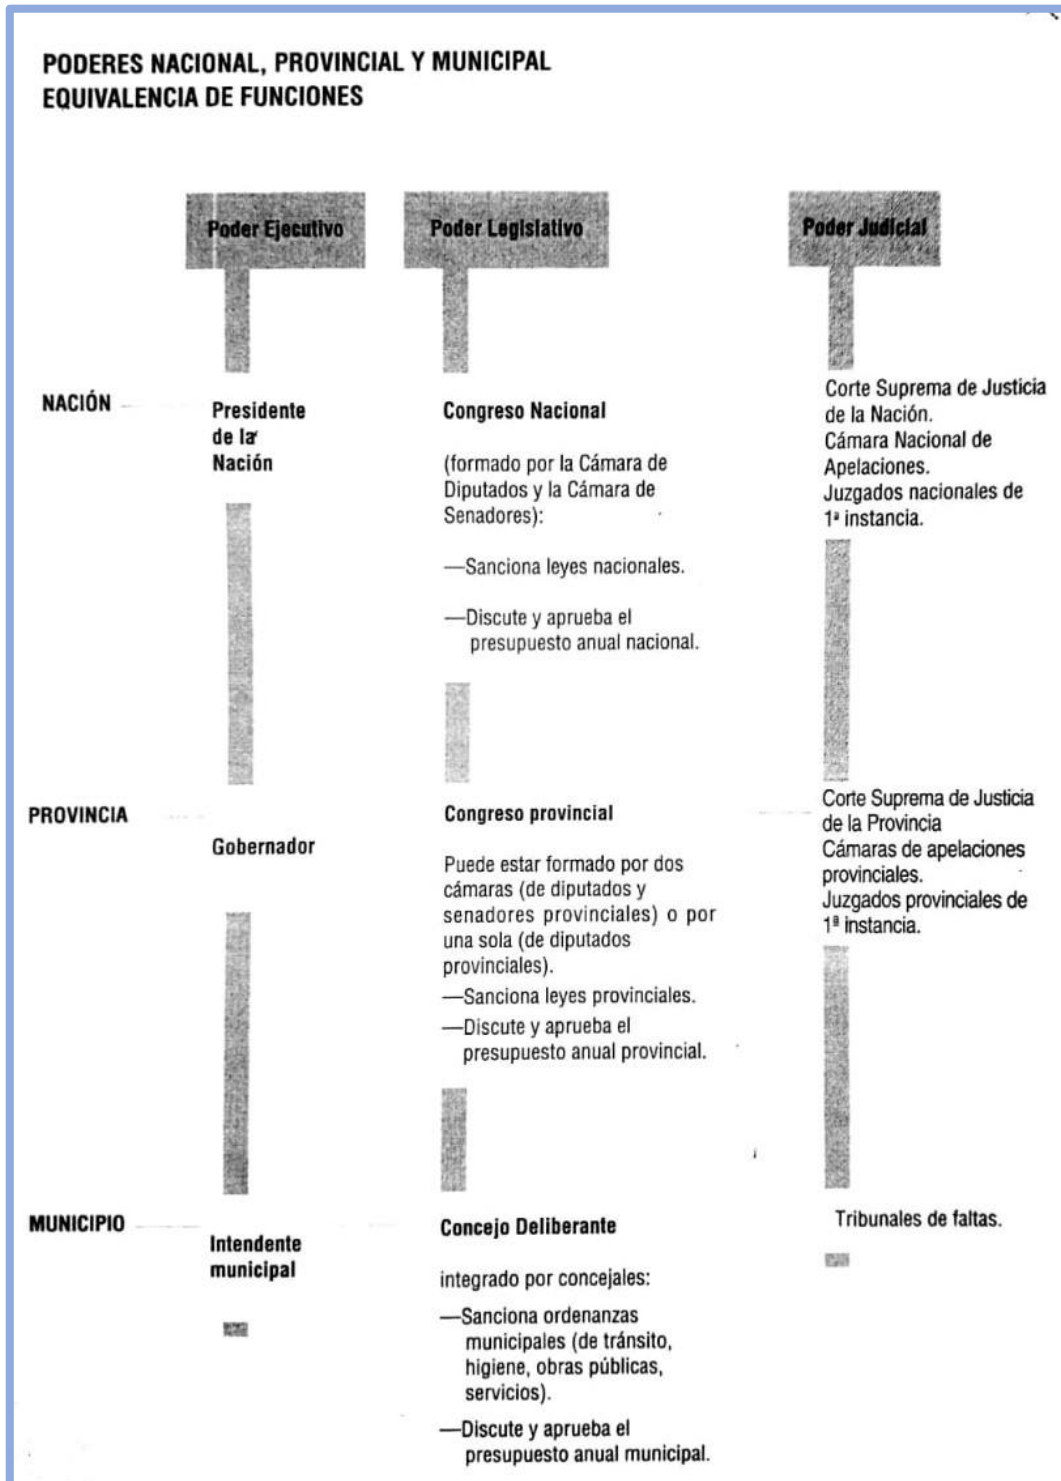 PODERES NACIONAL, PROVINCIAL Y MUNICIPAL
EQUIVALENCIA DE FUNCIONES
Poder Ejecutivo
Poder Legislativo
Poder Judicial
NACIÓN
Presidente
de la
Nación
Congreso Nacional
(formado por la Cámara de
Diputados y la Cámara de
Senadores):
—Sanciona leyes nacionales.
—Discute y aprueba el
presupuesto anual nacional.
Corte Suprema de Justicia
de la Nación.
Cámara Nacional de
Apelaciones.
Juzgados nacionales de
1ª instancia.
PROVINCIA
Gobernador
Congreso provincial
Puede estar formado por dos
cámaras (de diputados y
senadores provinciales) o por
una sola (de diputados
provinciales).
—Sanciona leyes provinciales.
—Discute y aprueba el
presupuesto anual provincial.
Corte Suprema de Justicia
de la Provincia
Cámaras de apelaciones
provinciales.
Juzgados provinciales de
1ª instancia.
MUNICIPIO
Intendente
municipal
Concejo Deliberante
integrado por concejales:
—Sanciona ordenanzas
municipales (de tránsito,
higiene, obras públicas,
servicios).
—Discute y aprueba el
presupuesto anual municipal.
Tribunales de faltas.